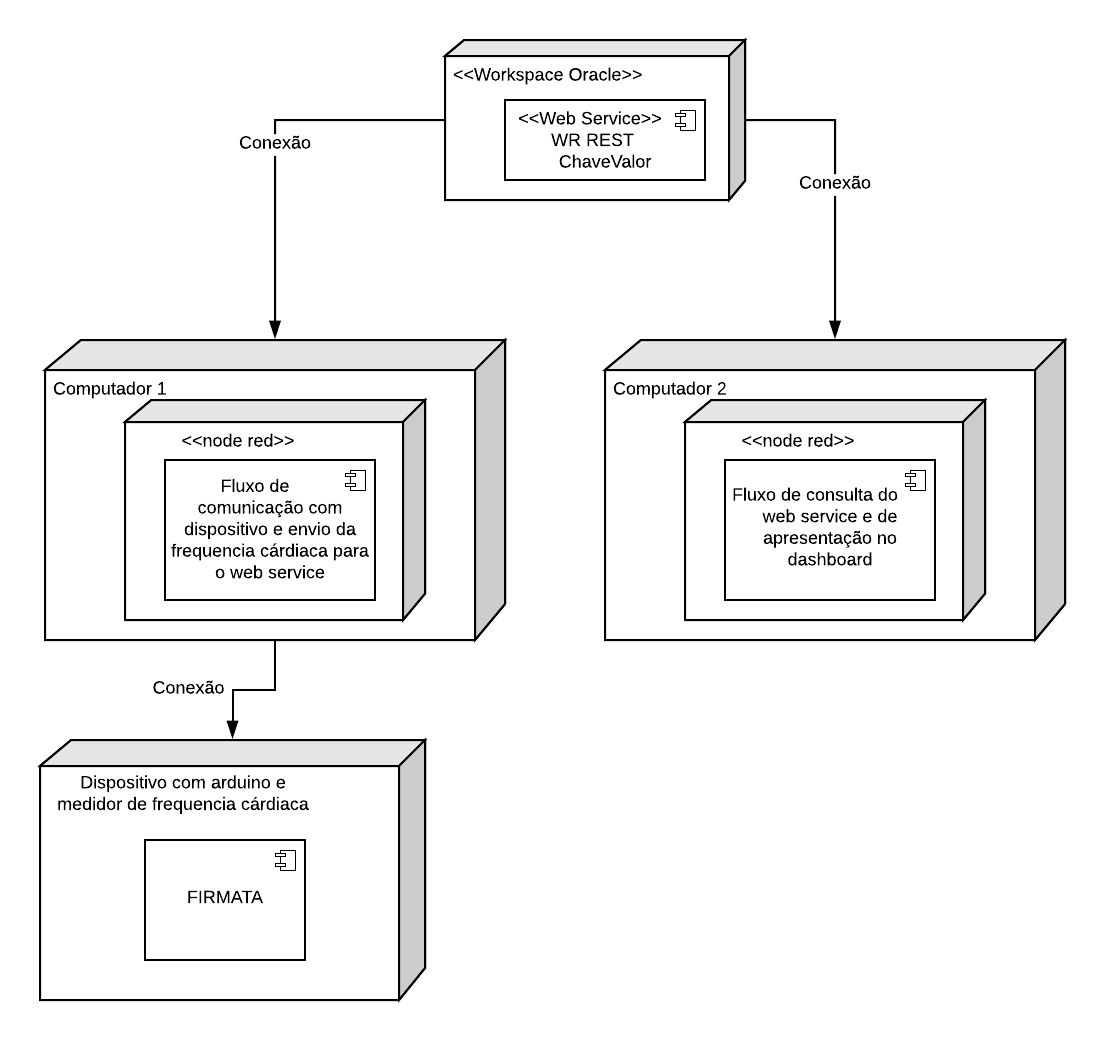 <<Workspace Oracle>>
<<Web Service>>
WR REST
ChaveValor
Conexão
Conexão
Computador 1
<<node red>>
Fluxo de
comunicação com
dispositivo e envio da
frequencia cárdiaca para
o web service
Computador 2
<<node red>>
Fluxo de consulta do
web service e de
apresentação no
dashboard
Conexão
Dispositivo com arduino e
medidor de frequencia cárdiaca
FIRMATA